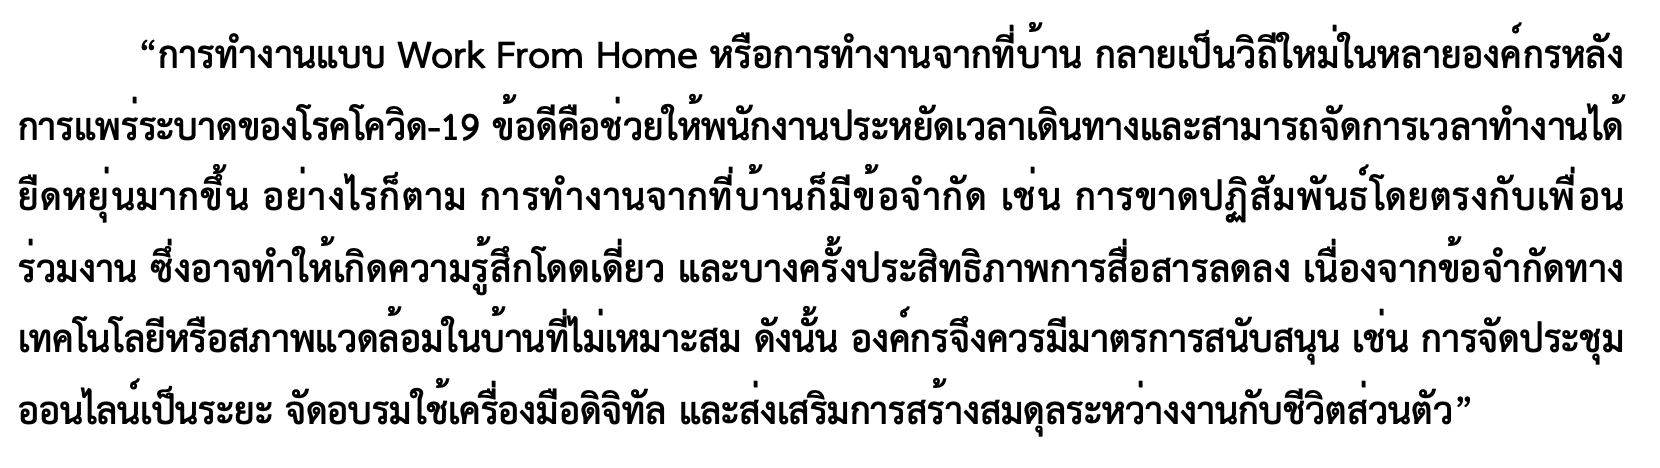 “การทำงานแบบ Work From Home หรือการทำงานจากที่บ้าน กลายเป็นวิถีใหม่ในหลายองค์กรหลัง
การแพร่ระบาดของโรคโควิด-19 ข้อดีคือช่วยให้พนักงานประหยัดเวลาเดินทางและสามารถจัดการเวลาทำงานได้
ยืดหยุ่นมากขึ้น อย่างไรก็ตาม การทำงานจากที่บ้านก็มีข้อจำกัด เช่น การขาดปฏิสัมพันธ์โดยตรงกับเพื่อน
ร่วมงาน ซึ่งอาจทำให้เกิดความรู้สึกโดดเดี่ยว และบางครั้งประสิทธิภาพการสื่อสารลดลง เนื่องจากข้อจำกัดทาง
เทคโนโลยีหรือสภาพแวดล้อมในบ้านที่ไม่เหมาะสม ดังนั้น องค์กรจึงควรมีมาตรการสนับสนุน เช่น การจัดประชุม
ออนไลน์เป็นระยะ จัดอบรมใช้เครื่องมือดิจิทัล และส่งเสริมการสร้างสมดุลระหว่างงานกับชีวิตส่วนตัว”